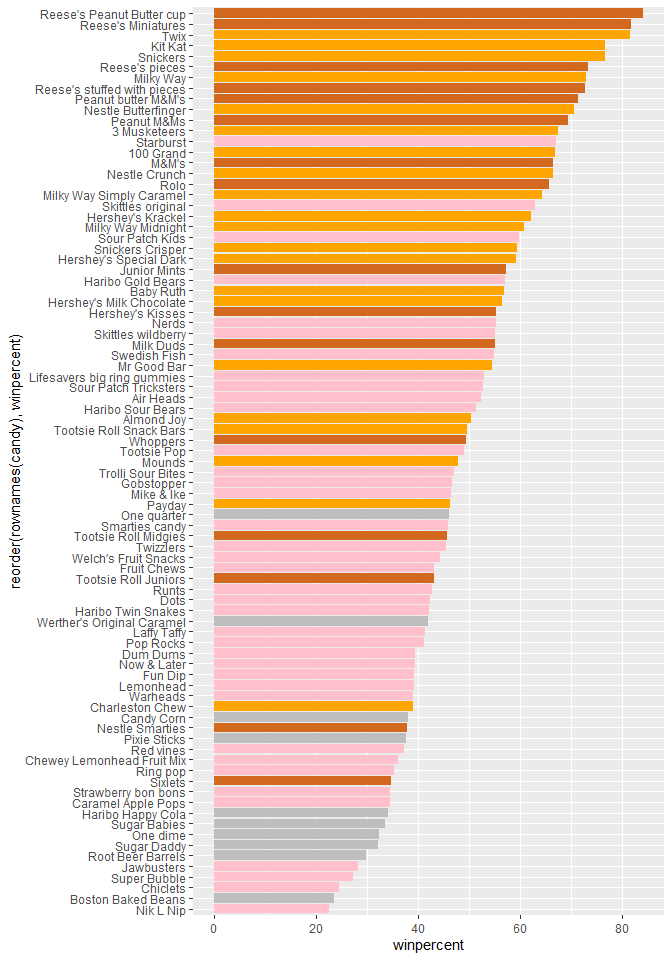 Reese's Peanut Butter cup
Reese's Miniatures
Twix
Kit Kat
Snickers
Reese's pieces
Milky Way
Reese's stuffed with pieces
Peanut butter M&M's
Nestle Butterfinger
Peanut M&Ms
3 Musketeers
Starburst
100 Grand
M&M's
Nestle Crunch
Rolo
Milky Way Simply Caramel
Skittles original
Hershey's Krackel
Milky Way Midnight
Sour Patch Kids
Snickers Crisper
Hershey's Special Dark
Junior Mints
Haribo Gold Bears
Baby Ruth
Hershey's Milk Chocolate
Hershey's Kisses
Nerds
Skittles wildberry
Milk Duds
Swedish Fish
Mr Good Bar
Lifesavers big ring gummies
Sour Patch Tricksters
Air Heads
Haribo Sour Bears
Almond Joy
Tootsie Roll Snack Bars
Whoppers
Tootsie Pop
Mounds
Trolli Sour Bites
Gobstopper
Mike & Ike
Payday
One quarter
Smarties candy
Tootsie Roll Midgies
Twizzlers
Welch's Fruit Snacks
Fruit Chews
Tootsie Roll Juniors
Runts
Dots
Haribo Twin Snakes
Werther's Original Caramel
Laffy Taffy
Pop Rocks
Dum Dums
Now & Later
Fun Dip
Lemonhead
Warheads
Charleston Chew
Candy Corn
Nestle Smarties
Pixie Sticks
Red vines
Chewey Lemonhead Fruit Mix
Ring pop
Sixlets
Strawberry bon bons
Caramel Apple Pops
Haribo Happy Cola
Sugar Babies
One dime
Sugar Daddy
Root Beer Barrels
Jawbusters
Super Bubble
Chiclets
Boston Baked Beans
Nik L Nip
reorder(rownames(candy), winpercent)
0 20 40 60 80
winpercent